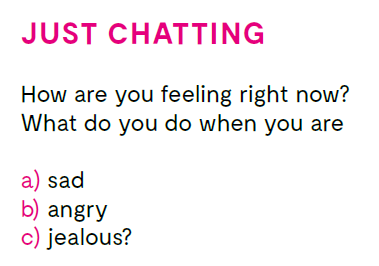 JUST CHATTING
How are you feeling right now?
What do you do when you are
a) sad
b) angry
c) jealous?